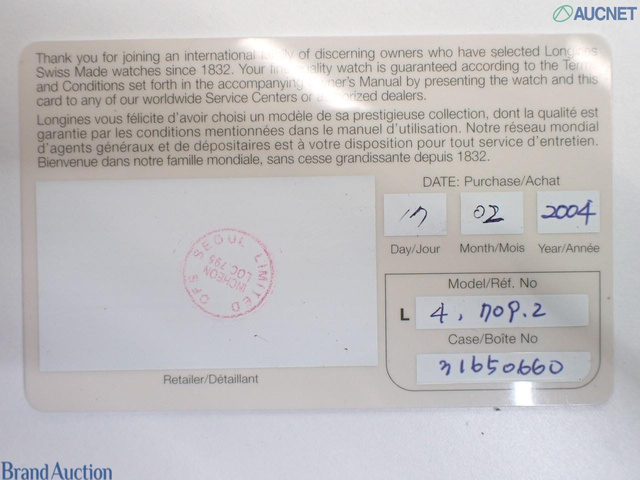 AUCNET
Thank you for joining an international family of discerning owners who have selected Longines
Swiss Made watches since 1832. Your fine quality watch is guaranteed according to the Terms
and Conditions set forth in the accompanying Owner's Manual by presenting the watch and this
card to any of our worldwide Service Centers or authorized dealers.
Longines vous félicite d'avoir choisi un modèle de sa prestigieuse collection, dont la qualité est
garantie par les conditions mentionnées dans le manuel d'utilisation. Notre réseau mondial
d'agents généraux et de dépositaires est à votre disposition pour tout service d'entretien.
Bienvenue dans notre famille mondiale, sans cesse grandissante depuis 1832.
DATE: Purchase/Achat
17 02 2004
Day/Jour Month/Mois Year/Année
DFS SEOUL LIMITED
INCHEON
LOC 795
Model/Réf. No
L 4,709.2
Case/Boîte No
31650660
Retailer/Détaillant
Brand Auction